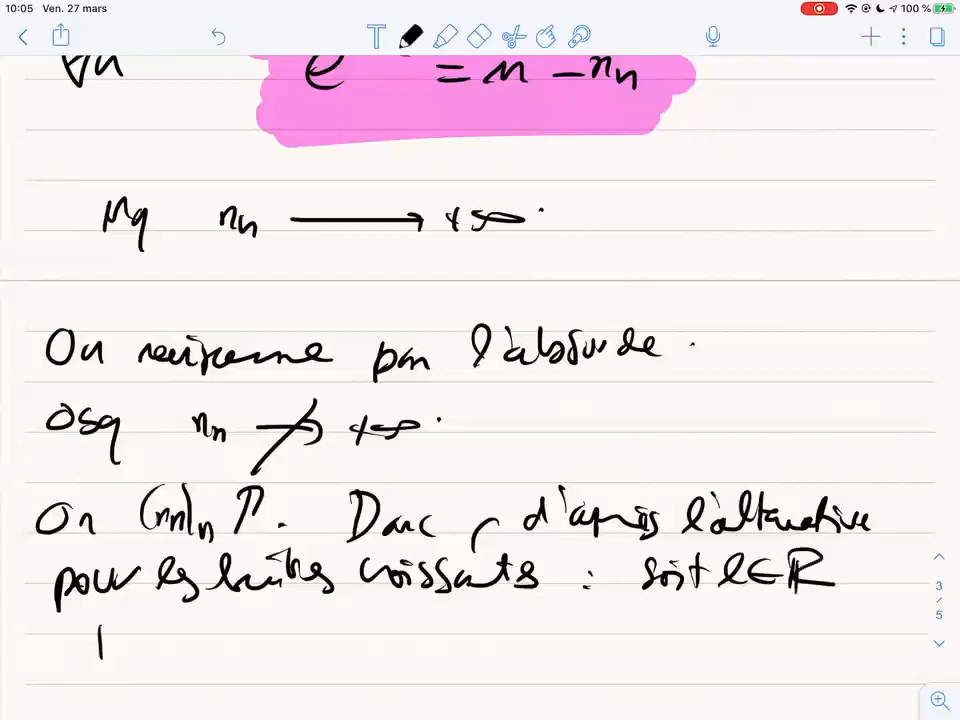 10:05 Ven. 27 mars
100 %
∀n e = n - xn
Mq xn → +∞.
On raisonne par l'absurde.
Osq xn ↛ +∞.
Or (xn)n ↑. Donc, d'après l'alternative
pour les suites croissantes : soit l ∈ ℝ
3
/
5